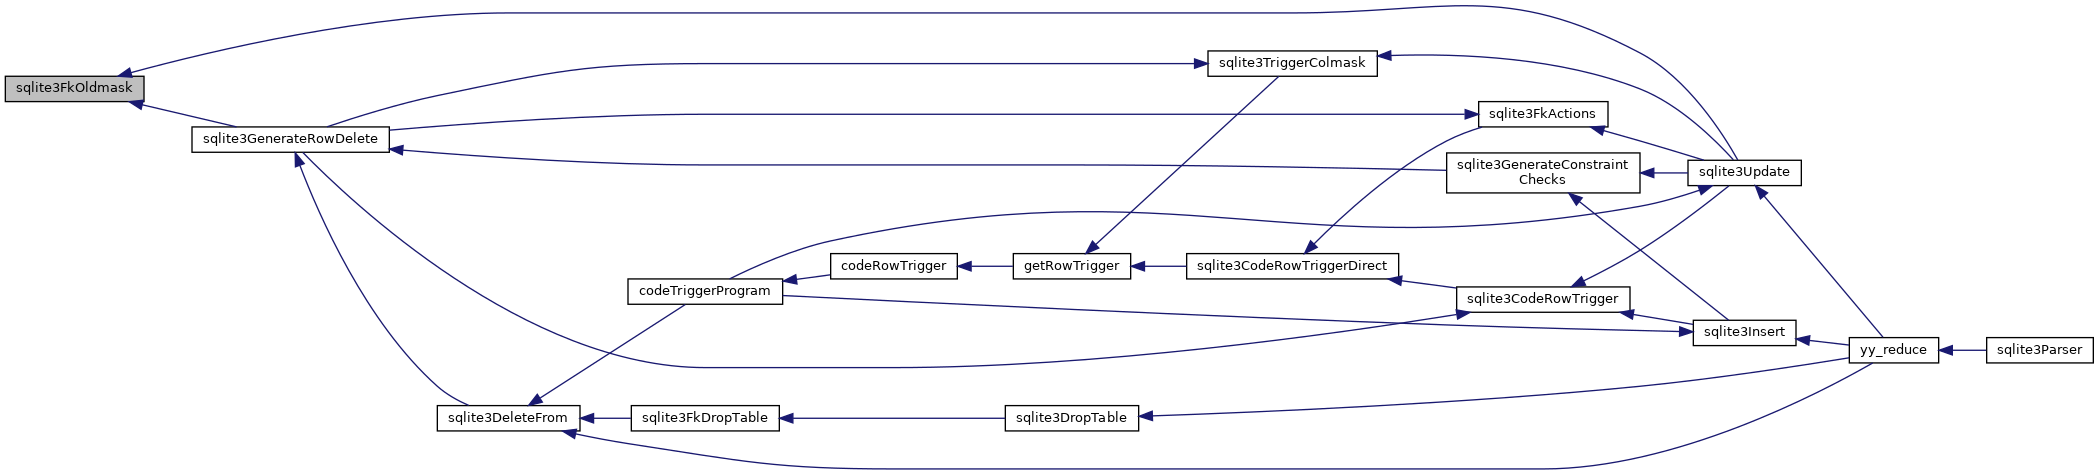 sqlite3FkOldmask
sqlite3GenerateRowDelete
sqlite3TriggerColmask
sqlite3FkActions
sqlite3GenerateConstraint
Checks
sqlite3Update
codeTriggerProgram
codeRowTrigger
getRowTrigger
sqlite3CodeRowTriggerDirect
sqlite3CodeRowTrigger
sqlite3Insert
yy_reduce
sqlite3Parser
sqlite3DeleteFrom
sqlite3FkDropTable
sqlite3DropTable